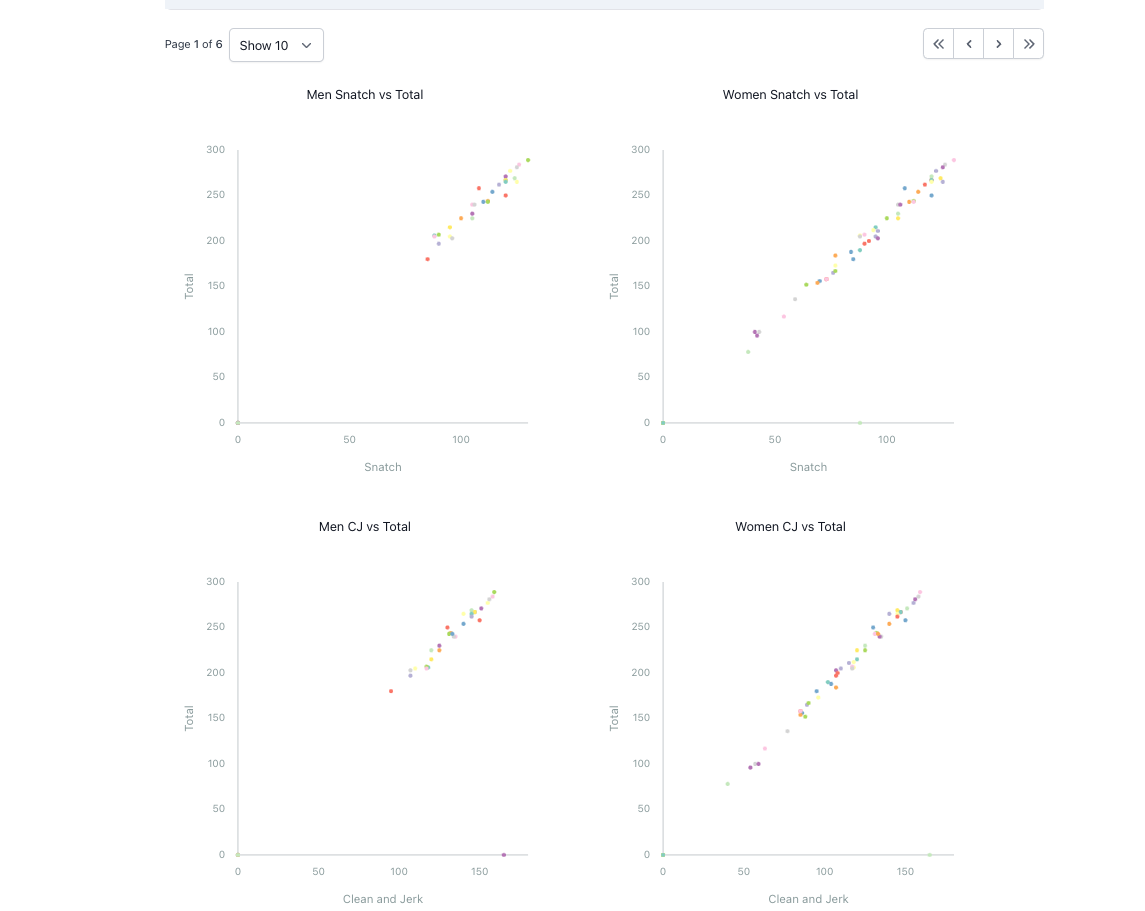 Page 1 of 6 Show 10
Men Snatch vs Total
300
250
200
150
100
50
0
Total
0 50 100
Snatch
Women Snatch vs Total
300
250
200
150
100
50
0
Total
0 50 100
Snatch
Men CJ vs Total
300
250
200
150
100
50
0
Total
0 50 100 150
Clean and Jerk
Women CJ vs Total
300
250
200
150
100
50
0
Total
0 50 100 150
Clean and Jerk